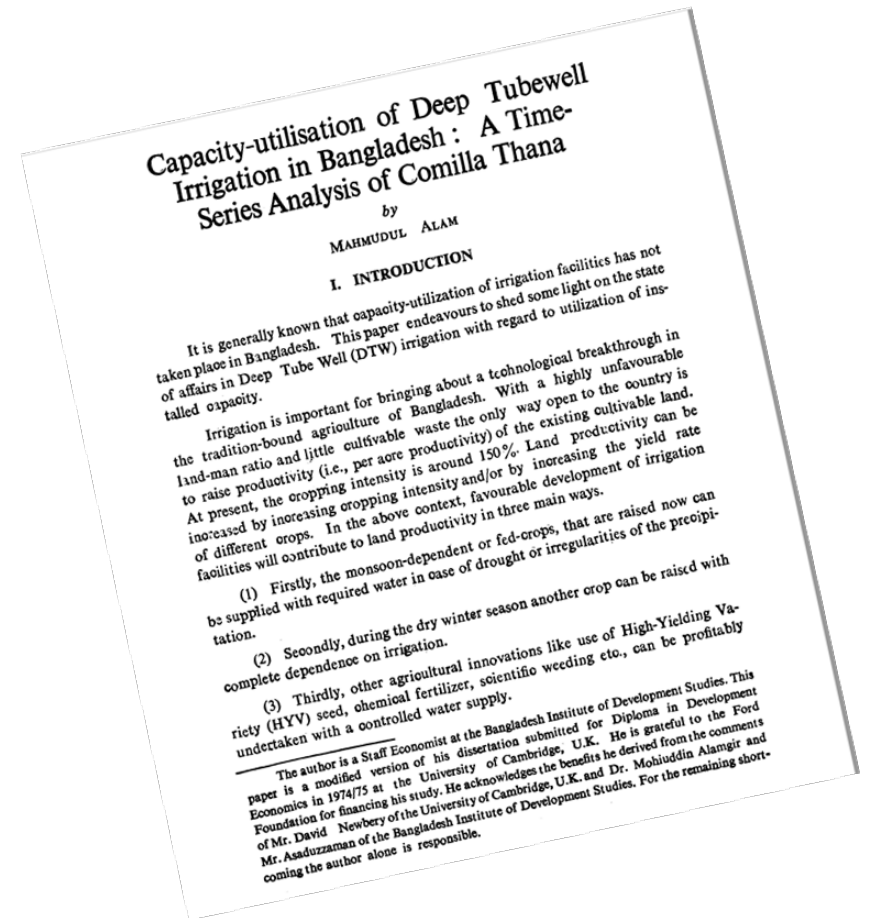 Capacity-utilisation of Deep Tubewell
Irrigation in Bangladesh : A Time-
Series Analysis of Comilla Thana
by
MAHMUDUL ALAM
I. INTRODUCTION
It is generally known that capacity-utilization of irrigation facilities has not
taken place in Bangladesh. This paper endeavours to shed some light on the state
of affairs in Deep Tube Well (DTW) irrigation with regard to utilization of ins-
talled capacity.
Irrigation is important for bringing about a technological breakthrough in
the tradition-bound agriculture of Bangladesh. With a highly unfavourable
land-man ratio and little cultivable waste the only way open to the country is
to raise productivity (i.e., per acre productivity) of the existing cultivable land.
At present, the cropping intensity is around 150%. Land productivity can be
increased by increasing cropping intensity and/or by increasing the yield rate
of different crops. In the above context, favourable development of irrigation
facilities will contribute to land productivity in three main ways.
(1) Firstly, the monsoon-dependent or fed-crops, that are raised now can
be supplied with required water in case of drought or irregularities of the precipi-
tation.
(2) Secondly, during the dry winter season another crop can be raised with
complete dependence on irrigation.
(3) Thirdly, other agricultural innovations like use of High-Yielding Va-
riety (HYV) seed, chemical fertilizer, scientific weeding etc., can be profitably
undertaken with a controlled water supply.
The author is a Staff Economist at the Bangladesh Institute of Development Studies. This
paper is a modified version of his dissertation submitted for Diploma in Development
Economics in 1974/75 at the University of Cambridge, U.K. He is grateful to the Ford
Foundation for financing his study. He acknowledges the benefits he derived from the comments
of Mr. David Newbery of the University of Cambridge, U.K. and Dr. Mohiuddin Alamgir and
Mr. Asaduzzaman of the Bangladesh Institute of Development Studies. For the remaining short-
coming the author alone is responsible.